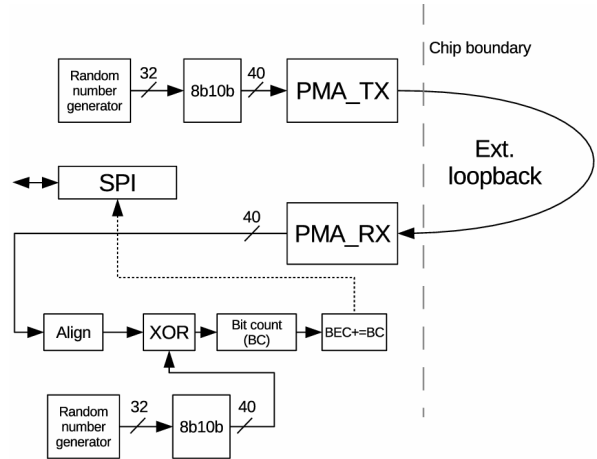 Chip boundary
Random
number
generator
32
8b10b
40
PMA_TX
Ext.
loopback
SPI
40
PMA_RX
Align
XOR
Bit count
(BC)
BEC+=BC
Random
number
generator
32
8b10b
40